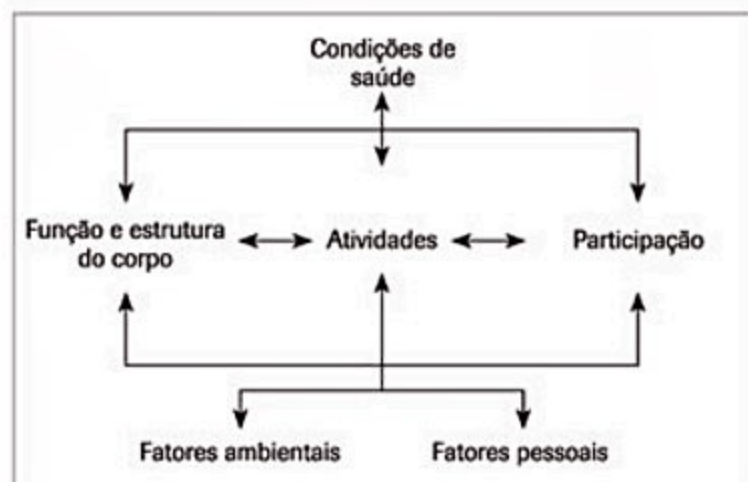 Condições de
saúde
Função e estrutura
do corpo
Atividades
Participação
Fatores ambientais
Fatores pessoais